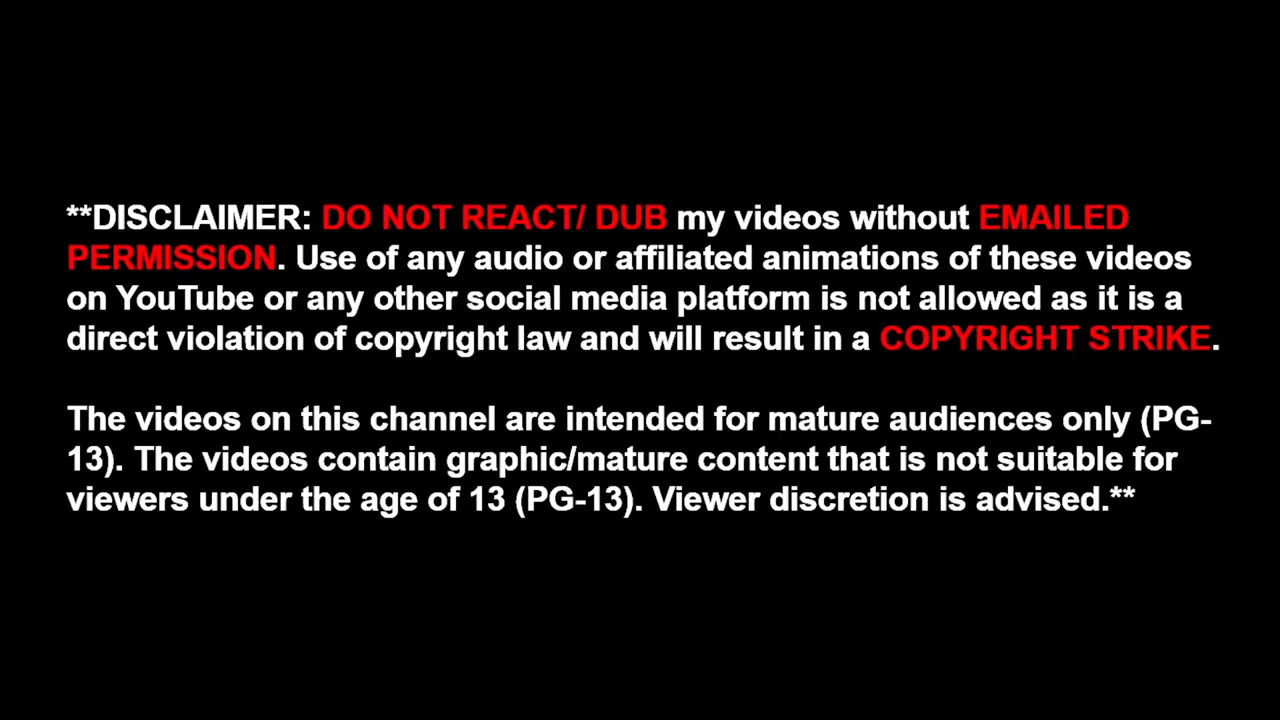 **DISCLAIMER: DO NOT REACT/ DUB my videos without EMAILED
PERMISSION. Use of any audio or affiliated animations of these videos
on YouTube or any other social media platform is not allowed as it is a
direct violation of copyright law and will result in a COPYRIGHT STRIKE.
The videos on this channel are intended for mature audiences only (PG-
13). The videos contain graphic/mature content that is not suitable for
viewers under the age of 13 (PG-13). Viewer discretion is advised.**